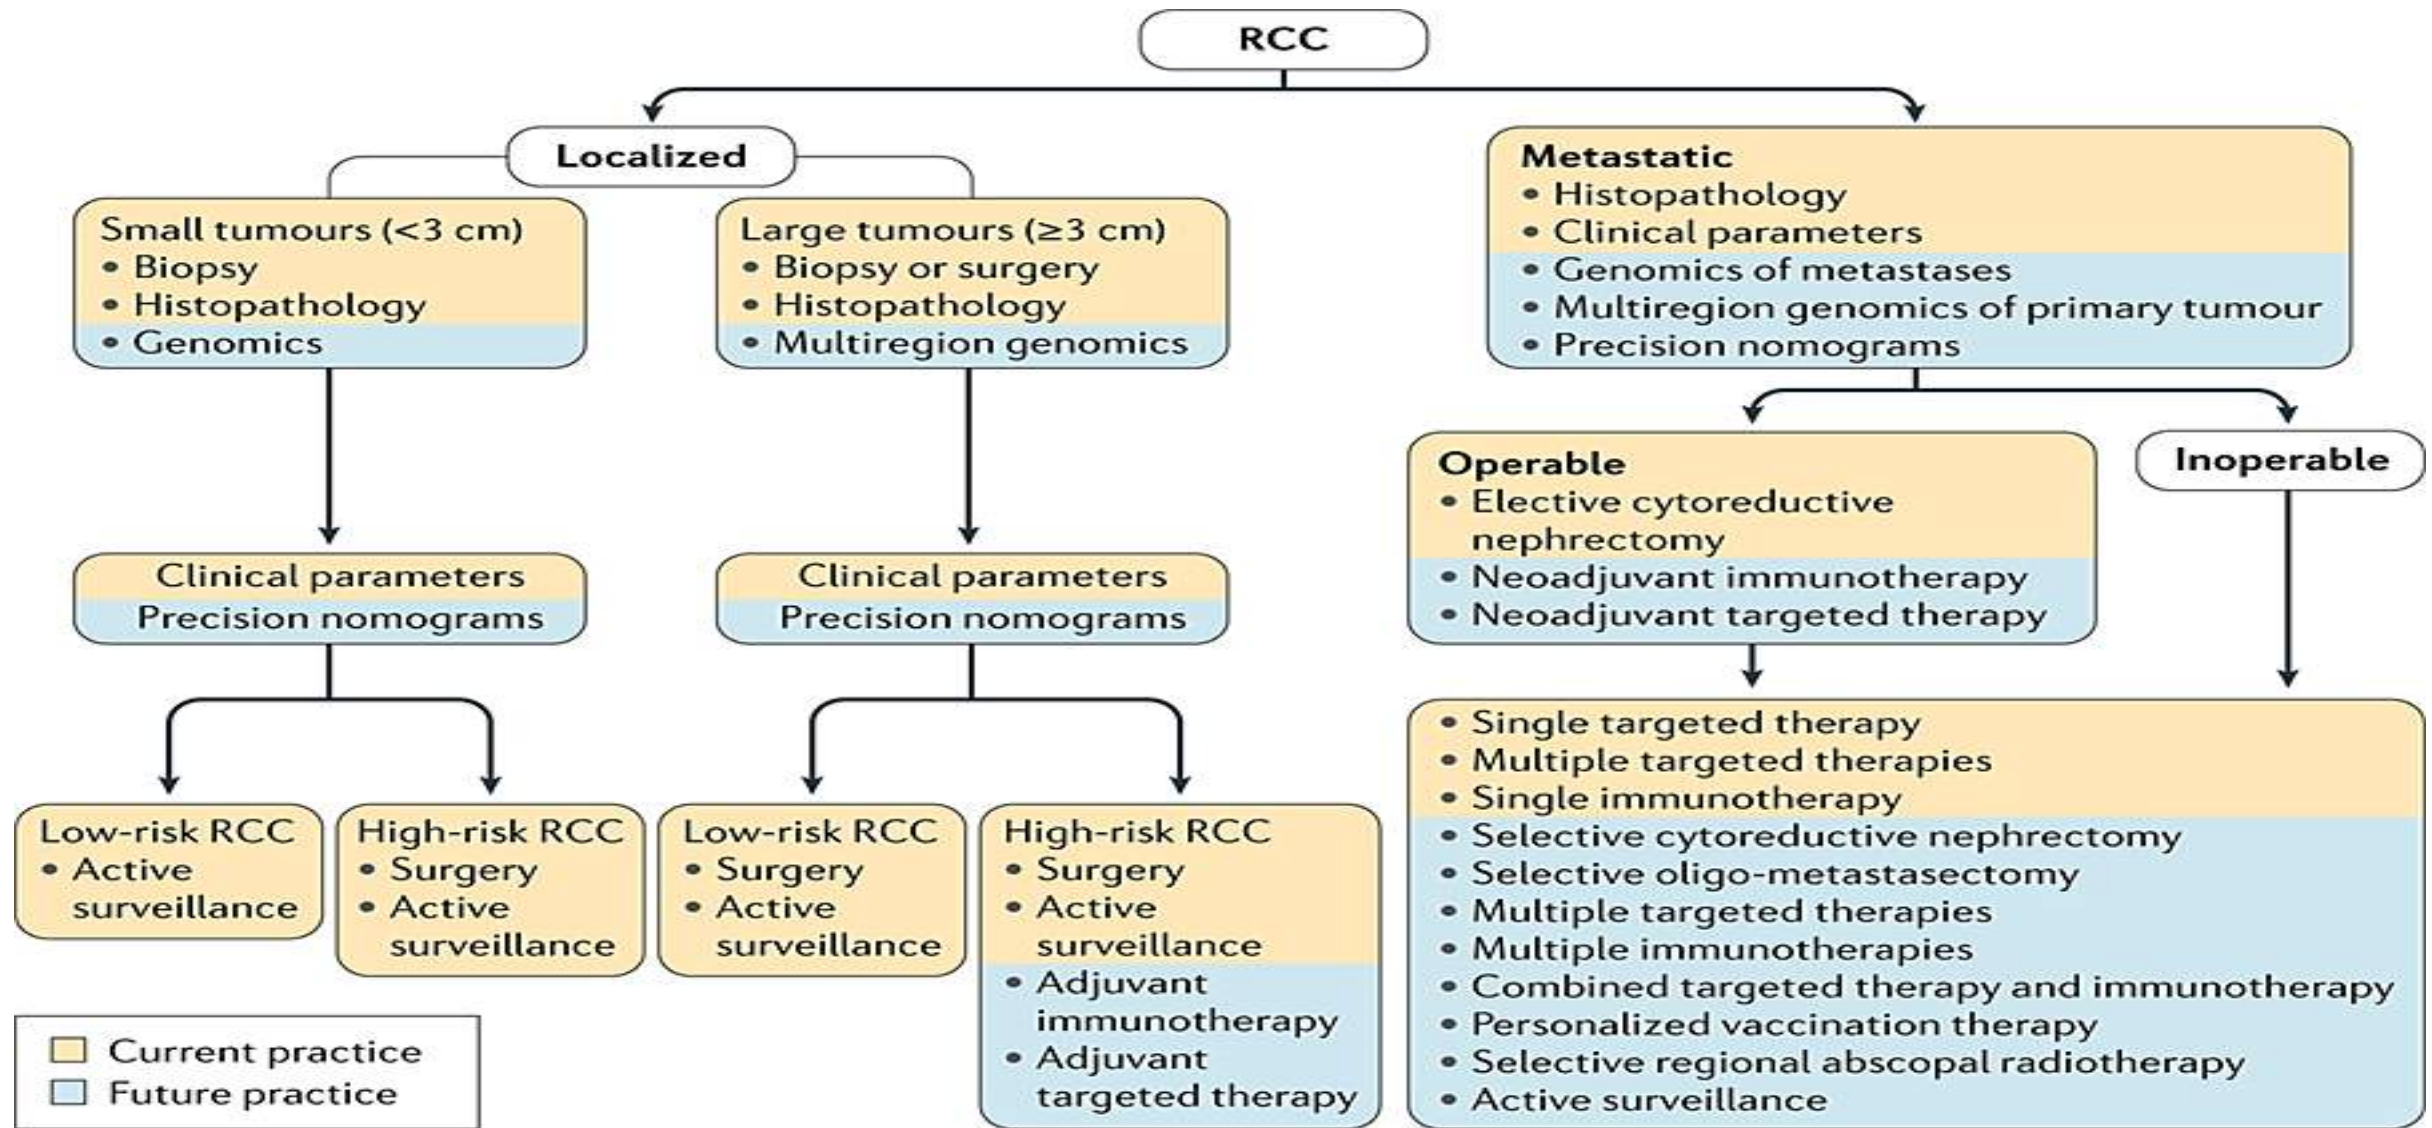 RCC
Localized
Small tumours (<3 cm)
• Biopsy
• Histopathology
• Genomics
Large tumours (≥3 cm)
• Biopsy or surgery
• Histopathology
• Multiregion genomics
Metastatic
• Histopathology
• Clinical parameters
• Genomics of metastases
• Multiregion genomics of primary tumour
• Precision nomograms
Clinical parameters
Precision nomograms
Clinical parameters
Precision nomograms
Operable
• Elective cytoreductive
nephrectomy
• Neoadjuvant immunotherapy
• Neoadjuvant targeted therapy
Inoperable
Low-risk RCC
• Active
surveillance
High-risk RCC
• Surgery
• Active
surveillance
Low-risk RCC
• Surgery
• Active
surveillance
High-risk RCC
• Surgery
• Active
surveillance
• Adjuvant
immunotherapy
• Adjuvant
targeted therapy
• Single targeted therapy
• Multiple targeted therapies
• Single immunotherapy
• Selective cytoreductive nephrectomy
• Selective oligo-metastasectomy
• Multiple targeted therapies
• Multiple immunotherapies
• Combined targeted therapy and immunotherapy
• Personalized vaccination therapy
• Selective regional abscopal radiotherapy
• Active surveillance
Current practice
Future practice